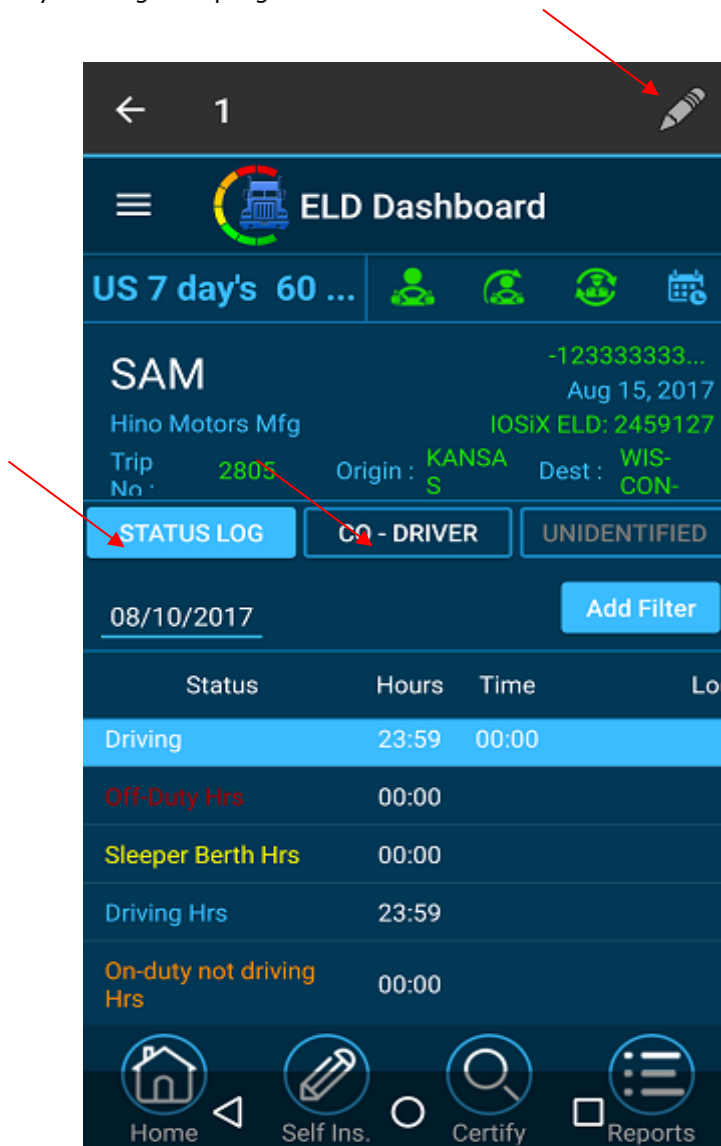 1
ELD Dashboard
US 7 day's 60 ...
SAM
-123333333...
Aug 15, 2017
Hino Motors Mfg
IOSiX ELD: 2459127
Trip No : 2805 Origin : KANSA
S Dest : WIS-
CON-
STATUS LOG CO - DRIVER UNIDENTIFIED
08/10/2017 Add Filter
Status Hours Time Lo
Driving 23:59 00:00
Off-Duty Hrs 00:00
Sleeper Berth Hrs 00:00
Driving Hrs 23:59
On-duty not driving
Hrs 00:00
Home Self Ins. Certify Reports